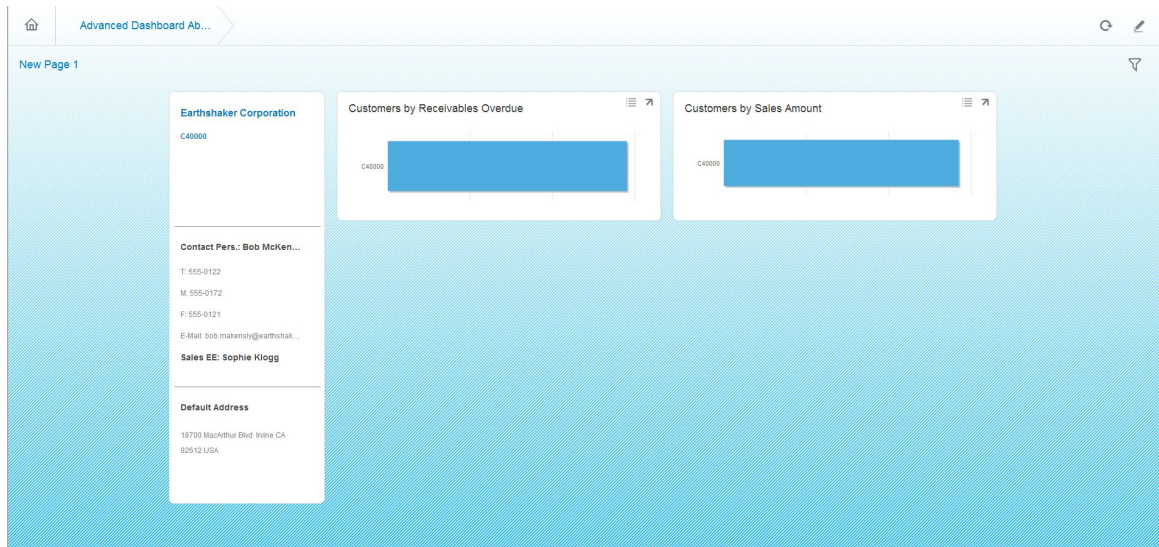 Advanced Dashboard Ab...
New Page 1
Earthshaker Corporation
C40000
Contact Pers.: Bob McKen...
T: 555-0122
M: 555-0172
F: 555-0121
E-Mail: bob.makensly@earthshak...
Sales EE: Sophie Klogg
Default Address
18700 MacArthur Blvd Irvine CA
92612 USA
Customers by Receivables Overdue
C40000
Customers by Sales Amount
C40000